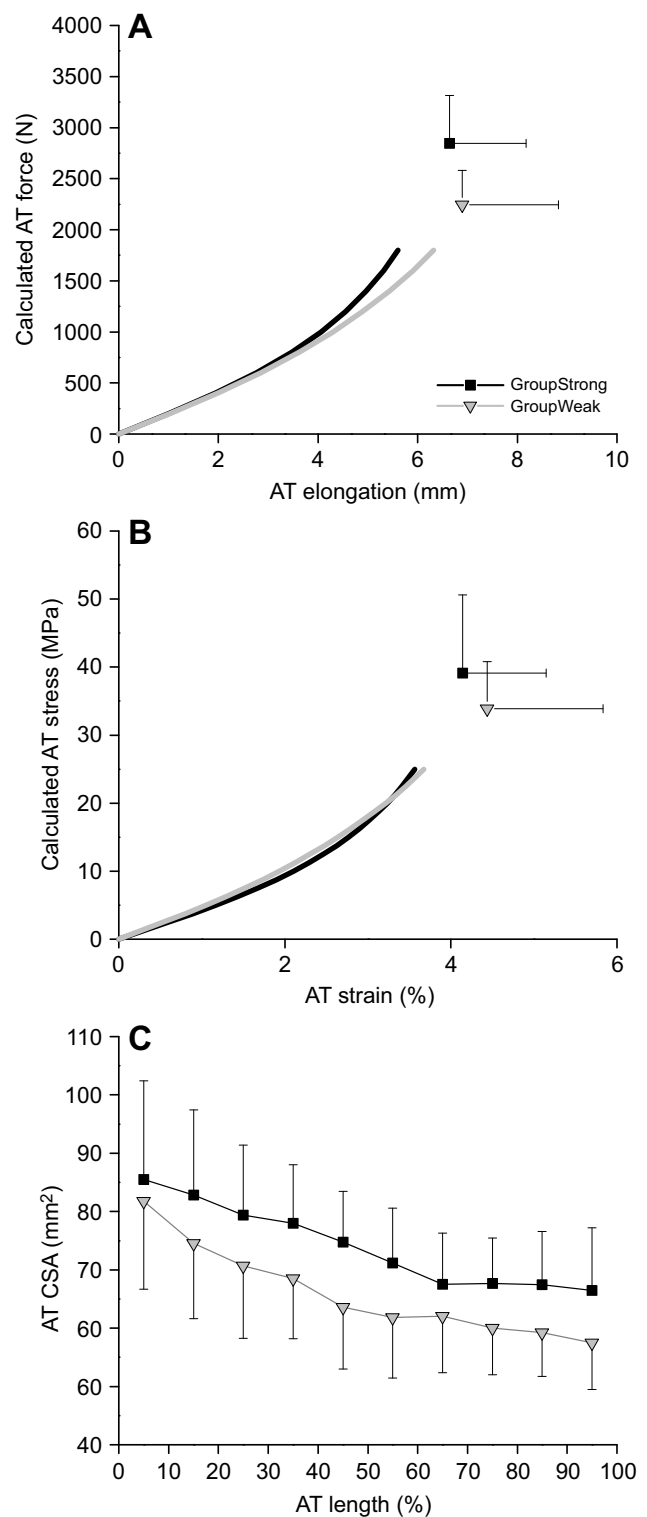 A
4000
3500
3000
2500
2000
1500
1000
500
0
Calculated AT force (N)
GroupStrong
GroupWeak
0 2 4 6 8 10
AT elongation (mm)
B
60
50
40
30
20
10
0
Calculated AT stress (MPa)
0 2 4 6
AT strain (%)
C
110
100
90
80
70
60
60
40
AT CSA (mm²)
0 10 20 30 40 50 60 70 80 90 100
AT length (%)